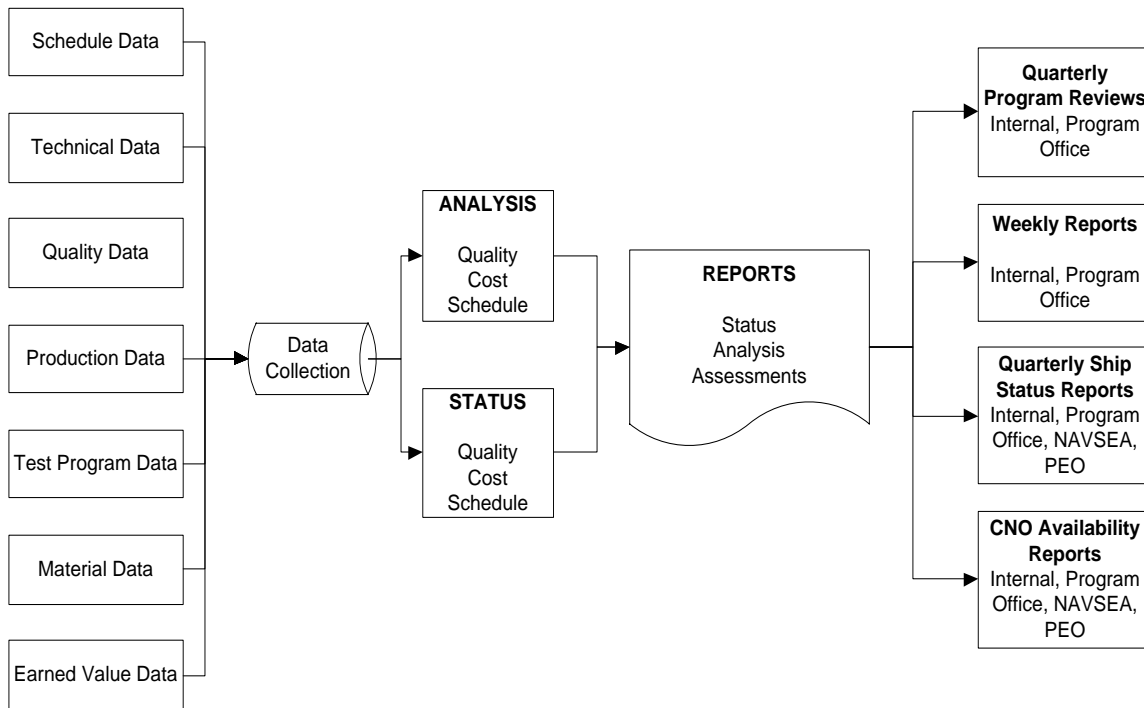 Schedule Data
Technical Data
Quality Data
Production Data
Test Program Data
Material Data
Earned Value Data
Data
Collection
ANALYSIS
Quality
Cost
Schedule
STATUS
Quality
Cost
Schedule
REPORTS
Status
Analysis
Assessments
Quarterly
Program Reviews
Internal, Program
Office
Weekly Reports
Internal, Program
Office
Quarterly Ship
Status Reports
Internal, Program
Office, NAVSEA,
PEO
CNO Availability
Reports
Internal, Program
Office, NAVSEA,
PEO